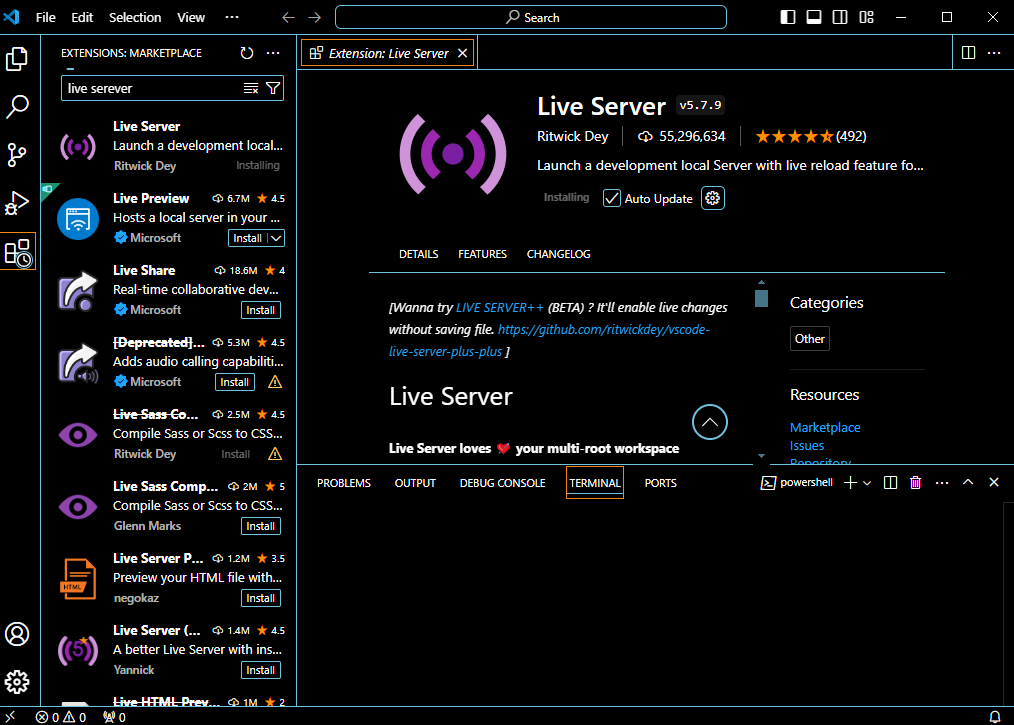 File Edit Selection View ··· Search
EXTENSIONS: MARKETPLACE
live serever
Live Server
Launch a development local...
Ritwick Dey Installing
Live Preview 6.7M 4.5
Hosts a local server in your ...
Microsoft Install
Live Share 18.6M 4
Real-time collaborative dev...
Microsoft Install
[Deprecated]... 5.3M 4.5
Adds audio calling capabiliti...
Microsoft Install
Live Sass Co... 2.5M 4.5
Compile Sass or Scss to CSS...
Ritwick Dey Install
Live Sass Comp... 2M 5
Compile Sass or Scss to CSS...
Glenn Marks Install
Live Server P... 1.2M 3.5
Preview your HTML file with...
negokaz Install
HTML
Live Server (... 1.4M 4.5
A better Live Server with ins...
Yannick Install
5
Live HTML Prev... 1M 2
Extension: Live Server
Live Server v5.7.9
Ritwick Dey 55,296,634 (492)
Launch a development local Server with live reload feature fo...
Installing Auto Update
DETAILS FEATURES CHANGELOG
[Wanna try LIVE SERVER++ (BETA) ? It'll enable live changes
without saving file. https://github.com/ritwickdey/vscode-
live-server-plus-plus ]
Live Server
Live Server loves ❤️ your multi-root workspace
Categories
Other
Resources
Marketplace
Issues
Repository
PROBLEMS OUTPUT DEBUG CONSOLE TERMINAL PORTS powershell
0 0 0